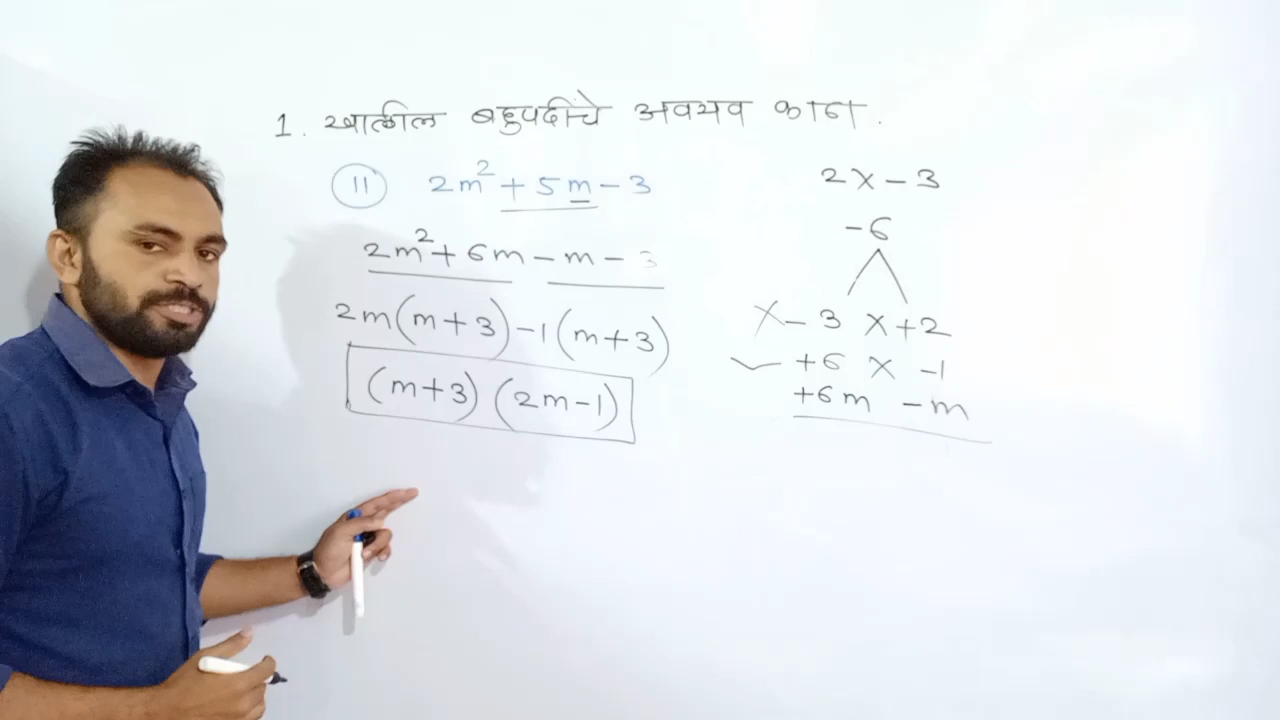 1. खालील बहुपदींचे अवयव काढा.
11 2m² + 5m - 3
2m² + 6m - m - 3
2m(m+3) -1(m+3)
(m+3) (2m-1)
2 x - 3
-6
x - 3 x +2
✓ +6 x -1
+6m - m